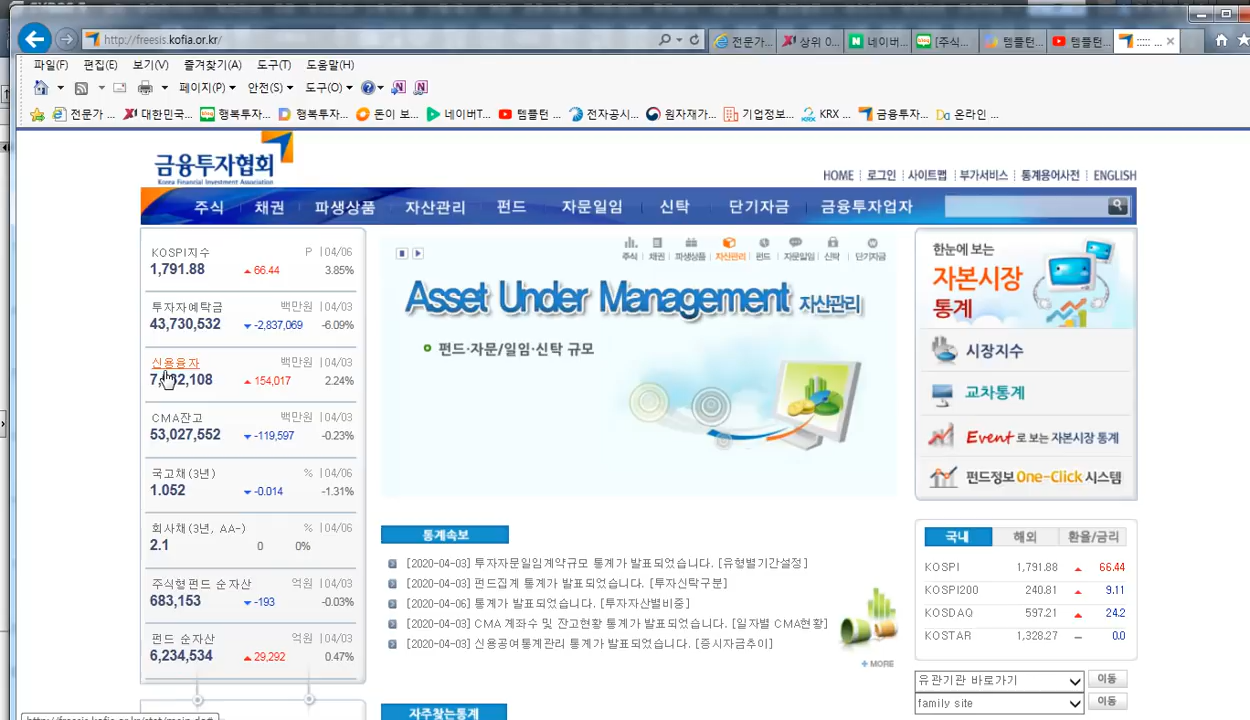 http://freesis.kofia.or.kr/
전문가... 상위 0... 네이버... [주식... 템플턴... 템플턴... ::::: ...
파일(F) 편집(E) 보기(V) 즐겨찾기(A) 도구(T) 도움말(H)
페이지(P) 안전(S) 도구(O)
전문가 ... 대한민국... 행복투자... 행복투자... 돈이 보... 네이버T... 템플턴 ... 전자공시... 원자재가... 기업정보... KRX ... 금융투자... 온라인 ...
금융투자협회
Korea Financial Investment Association
HOME 로그인 사이트맵 부가서비스 통계용어사전 ENGLISH
주식 채권 파생상품 자산관리 펀드 자문일임 신탁 단기자금 금융투자업자
KOSPI지수 P 04/06
1,791.88 ▲ 66.44 3.85%
투자자예탁금 백만원 04/03
43,730,532 ▼ -2,837,069 -6.09%
신용융자 백만원 04/03
108 ▲ 154,017 2.24%
CMA잔고 백만원 04/03
53,027,552 ▼ -119,597 -0.23%
국고채(3년) % 04/06
1.052 ▼ -0.014 -1.31%
회사채(3년, AA-) % 04/06
2.1 0 0%
주식형펀드 순자산 억원 04/03
683,153 ▼ -193 -0.03%
펀드 순자산 억원 04/03
6,234,534 ▲ 29,292 0.47%
주식 채권 파생상품 자산관리 펀드 자문일임 신탁 단기자금
Asset Under Management 자산관리
펀드·자문/일임·신탁 규모
통계속보
[2020-04-03] 투자자문일임계약규모 통계가 발표되었습니다. [유형별기간설정]
[2020-04-03] 펀드집계 통계가 발표되었습니다. [투자신탁구분]
[2020-04-06] 통계가 발표되었습니다. [투자자산별비중]
[2020-04-03] CMA 계좌수 및 잔고현황 통계가 발표되었습니다. [일자별 CMA현황]
[2020-04-03] 신용공여통계관리 통계가 발표되었습니다. [증시자금추이]
+ MORE
자주찾는통계
한눈에 보는
자본시장
통계
시장지수
교차통계
Event로 보는 자본시장 통계
펀드정보 One-Click 시스템
국내 해외 환율/금리
KOSPI 1,791.88 ▲ 66.44
KOSPI200 240.81 ▲ 9.11
KOSDAQ 597.21 ▲ 24.2
KOSTAR 1,328.27 – 0.0
유관기관 바로가기 이동
family site 이동